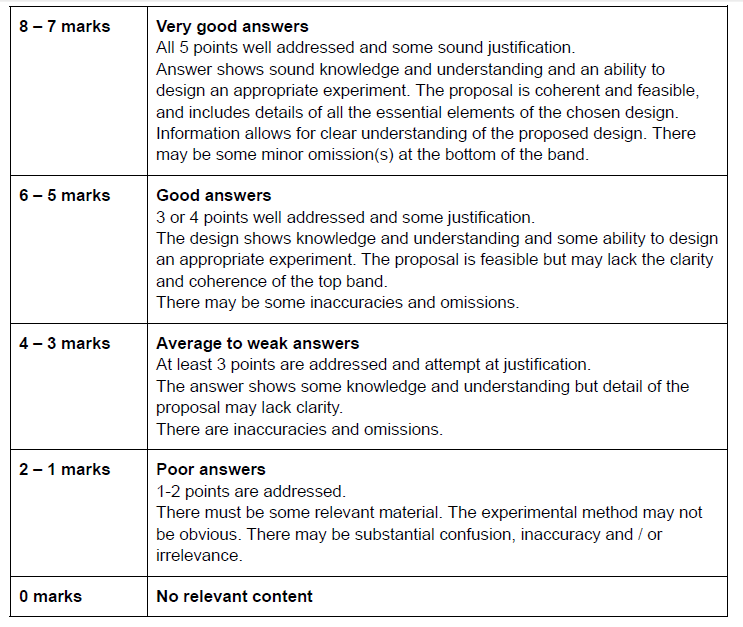 8 – 7 marks
Very good answers
All 5 points well addressed and some sound justification.
Answer shows sound knowledge and understanding and an ability to
design an appropriate experiment. The proposal is coherent and feasible,
and includes details of all the essential elements of the chosen design.
Information allows for clear understanding of the proposed design. There
may be some minor omission(s) at the bottom of the band.
6 – 5 marks
Good answers
3 or 4 points well addressed and some justification.
The design shows knowledge and understanding and some ability to design
an appropriate experiment. The proposal is feasible but may lack the clarity
and coherence of the top band.
There may be some inaccuracies and omissions.
4 – 3 marks
Average to weak answers
At least 3 points are addressed and attempt at justification.
The answer shows some knowledge and understanding but detail of the
proposal may lack clarity.
There are inaccuracies and omissions.
2 – 1 marks
Poor answers
1-2 points are addressed.
There must be some relevant material. The experimental method may not
be obvious. There may be substantial confusion, inaccuracy and / or
irrelevance.
0 marks
No relevant content